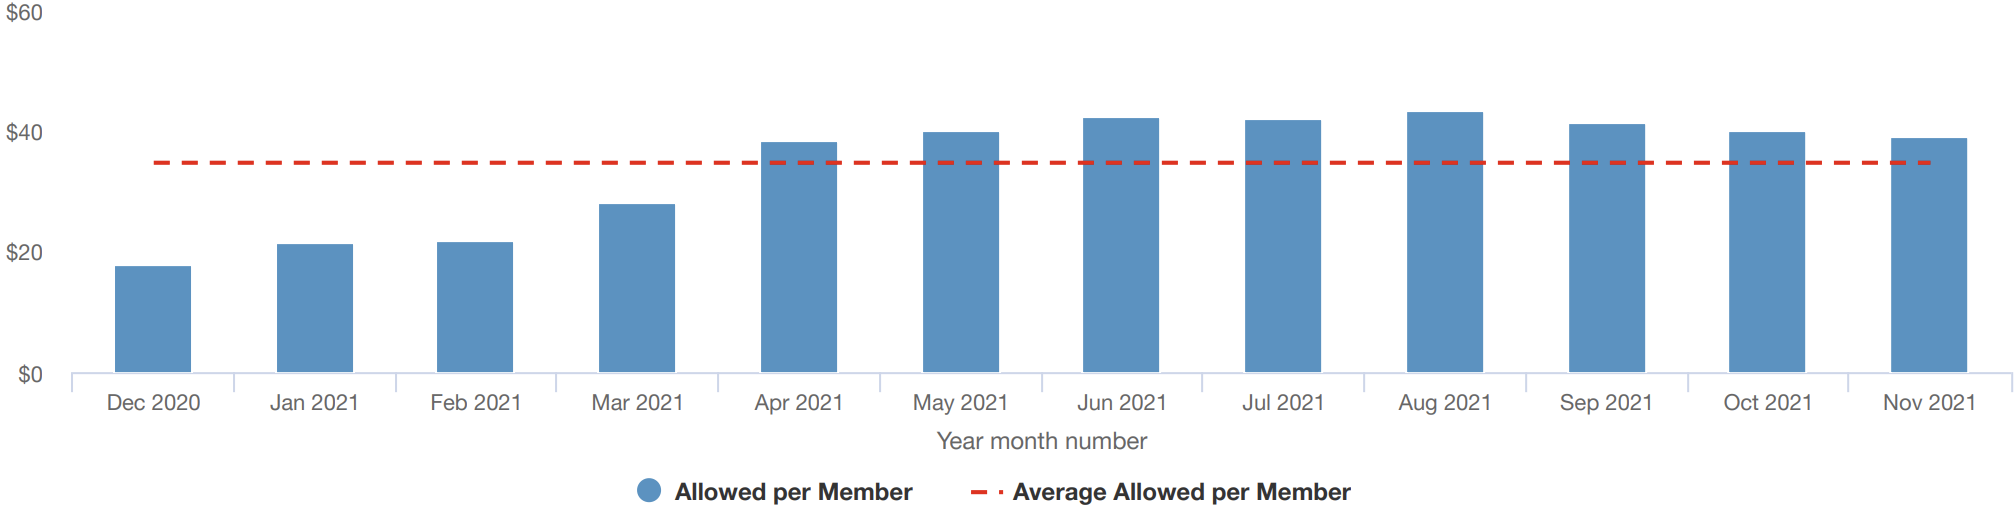 $60
$40
$20
$0
Dec 2020 Jan 2021 Feb 2021 Mar 2021 Apr 2021 May 2021 Jun 2021 Jul 2021 Aug 2021 Sep 2021 Oct 2021 Nov 2021
Year month number
Allowed per Member Average Allowed per Member